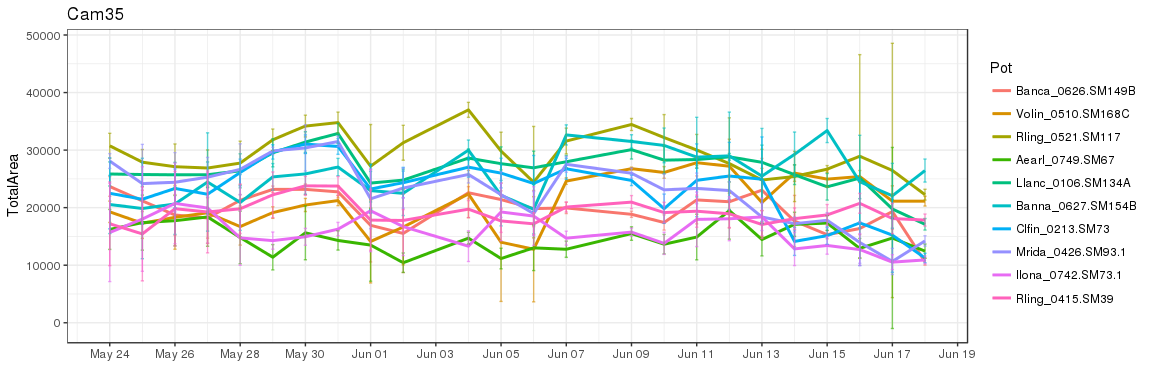 Cam35
TotalArea
50000
40000
30000
20000
10000
0
May 24 May 26 May 28 May 30 Jun 01 Jun 03 Jun 05 Jun 07 Jun 09 Jun 11 Jun 13 Jun 15 Jun 17 Jun 19
Pot
Banca_0626.SM149B
Volin_0510.SM168C
Rling_0521.SM117
Aearl_0749.SM67
Llanc_0106.SM134A
Banna_0627.SM154B
Clfin_0213.SM73
Mrida_0426.SM93.1
Ilona_0742.SM73.1
Rling_0415.SM39